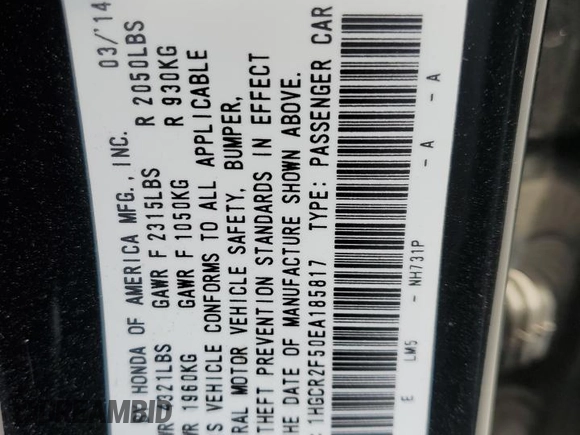 HONDA OF AMERICA MFG., INC. 03/'14
321LBS GAWR F 2315LBS R 2050LBS
1960KG GAWR F 1050KG R 930KG
VEHICLE CONFORMS TO ALL APPLICABLE
MOTOR VEHICLE SAFETY, BUMPER,
THEFT PREVENTION STANDARDS IN EFFECT
THE DATE OF MANUFACTURE SHOWN ABOVE.
1HGCR2F50EA185817 TYPE: PASSENGER CAR
E LM5 - NH731P - A - A